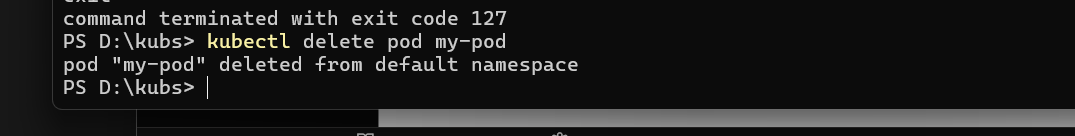 exit
command terminated with exit code 127
PS D:\kubs> kubectl delete pod my-pod
pod "my-pod" deleted from default namespace
PS D:\kubs>